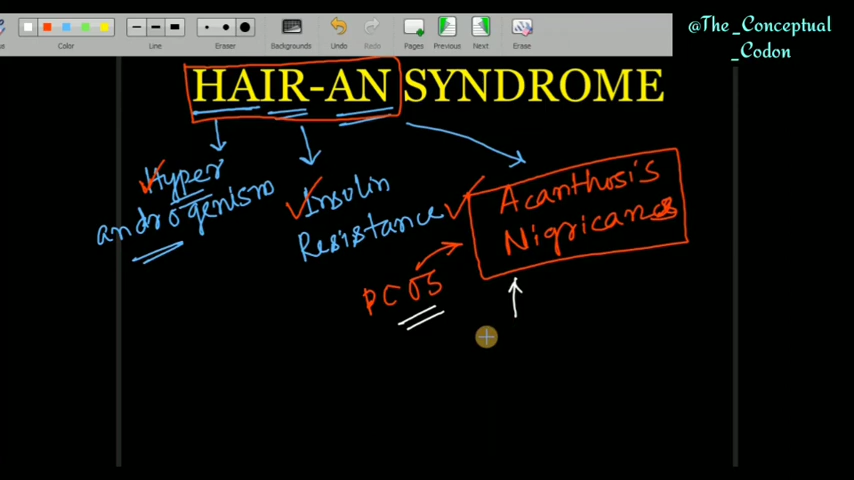 @The_Conceptual
_Codon
Color
Line
Eraser
Backgrounds
Undo
Redo
Pages
Previous
Next
Erase
HAIR-AN SYNDROME
Hyper
androgenism
Insulin
Resistance
Acanthosis
Nigricans
PCOS